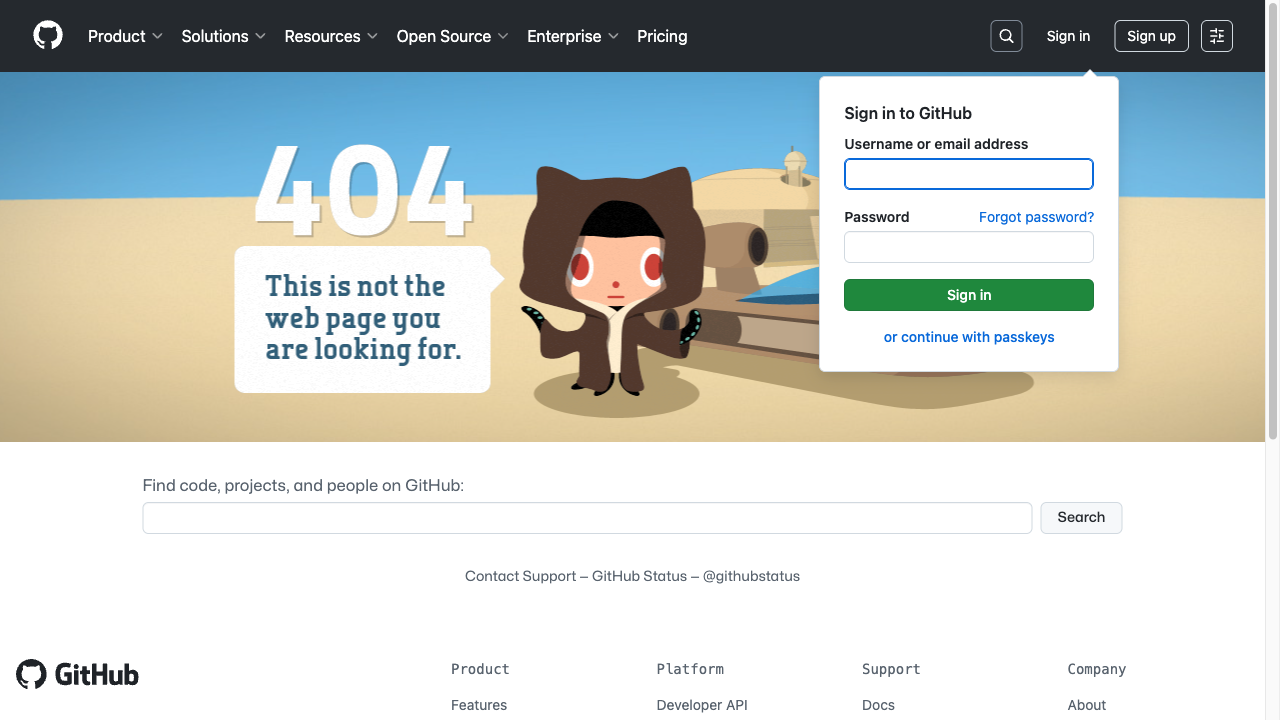 Product
Solutions
Resources
Open Source
Enterprise
Pricing
Sign in
Sign up
404
This is not the
web page you
are looking for.
Sign in to GitHub
Username or email address
Password
Forgot password?
Sign in
or continue with passkeys
Find code, projects, and people on GitHub:
Search
Contact Support — GitHub Status — @githubstatus
GitHub
Product
Platform
Support
Company
Features
Developer API
Docs
About